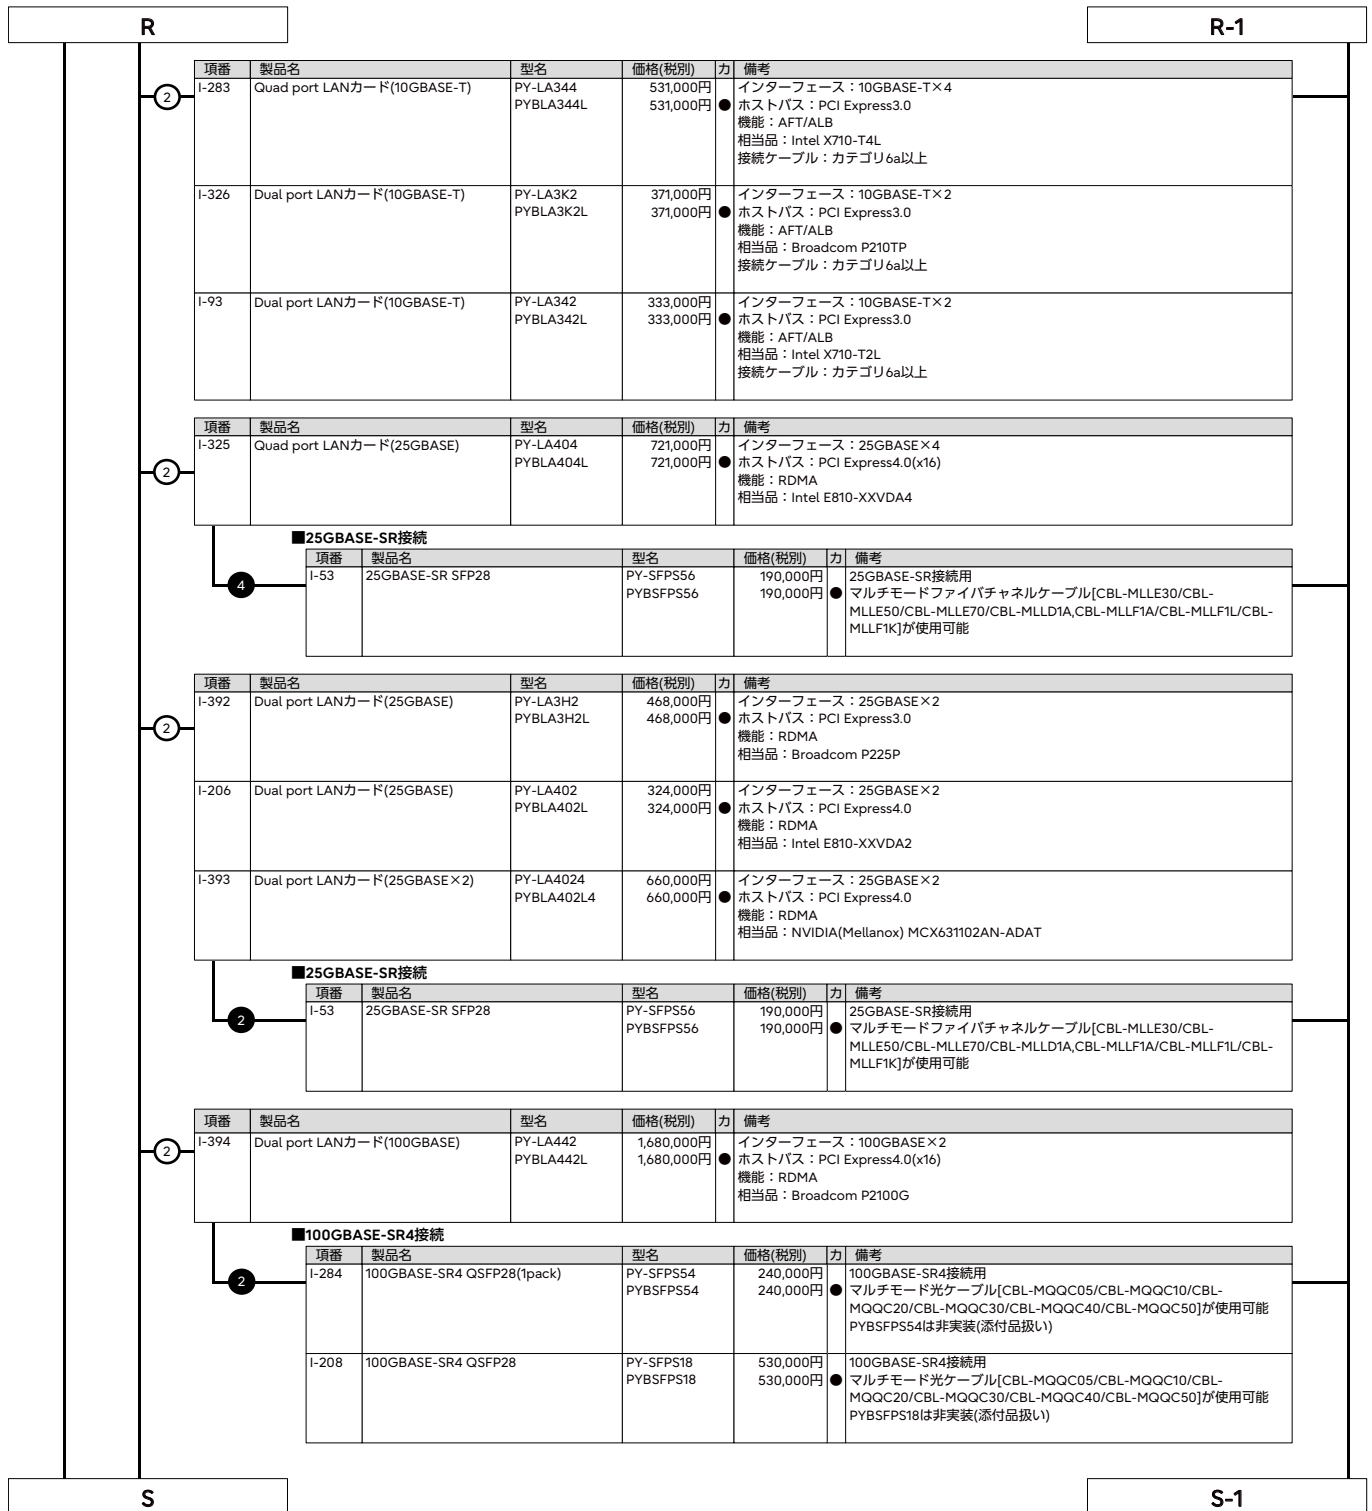 R
R-1
項番 製品名 型名 価格(税別) カ 備考
② I-283 Quad port LANカード(10GBASE-T) PY-LA344 531,000円 インターフェース：10GBASE-T×4
PYBLA344L 531,000円 ● ホストバス：PCI Express3.0
機能：AFT/ALB
相当品：Intel X710-T4L
接続ケーブル：カテゴリ6a以上
I-326 Dual port LANカード(10GBASE-T) PY-LA3K2 371,000円 インターフェース：10GBASE-T×2
PYBLA3K2L 371,000円 ● ホストバス：PCI Express3.0
機能：AFT/ALB
相当品：Broadcom P210TP
接続ケーブル：カテゴリ6a以上
I-93 Dual port LANカード(10GBASE-T) PY-LA342 333,000円 インターフェース：10GBASE-T×2
PYBLA342L 333,000円 ● ホストバス：PCI Express3.0
機能：AFT/ALB
相当品：Intel X710-T2L
接続ケーブル：カテゴリ6a以上
項番 製品名 型名 価格(税別) カ 備考
② I-325 Quad port LANカード(25GBASE) PY-LA404 721,000円 インターフェース：25GBASE×4
PYBLA404L 721,000円 ● ホストバス：PCI Express4.0(x16)
機能：RDMA
相当品：Intel E810-XXVDA4
■25GBASE-SR接続
項番 製品名 型名 価格(税別) カ 備考
4 I-53 25GBASE-SR SFP28 PY-SFPS56 190,000円 25GBASE-SR接続用
PYBSFPS56 190,000円 ● マルチモードファイバチャネルケーブル[CBL-MLLE30/CBL-
MLLE50/CBL-MLLE70/CBL-MLLD1A,CBL-MLLF1A/CBL-MLLF1L/CBL-
MLLF1K]が使用可能
項番 製品名 型名 価格(税別) カ 備考
② I-392 Dual port LANカード(25GBASE) PY-LA3H2 468,000円 インターフェース：25GBASE×2
PYBLA3H2L 468,000円 ● ホストバス：PCI Express3.0
機能：RDMA
相当品：Broadcom P225P
I-206 Dual port LANカード(25GBASE) PY-LA402 324,000円 インターフェース：25GBASE×2
PYBLA402L 324,000円 ● ホストバス：PCI Express4.0
機能：RDMA
相当品：Intel E810-XXVDA2
I-393 Dual port LANカード(25GBASE×2) PY-LA4024 660,000円 インターフェース：25GBASE×2
PYBLA402L4 660,000円 ● ホストバス：PCI Express4.0
機能：RDMA
相当品：NVIDIA(Mellanox) MCX631102AN-ADAT
■25GBASE-SR接続
項番 製品名 型名 価格(税別) カ 備考
2 I-53 25GBASE-SR SFP28 PY-SFPS56 190,000円 25GBASE-SR接続用
PYBSFPS56 190,000円 ● マルチモードファイバチャネルケーブル[CBL-MLLE30/CBL-
MLLE50/CBL-MLLE70/CBL-MLLD1A,CBL-MLLF1A/CBL-MLLF1L/CBL-
MLLF1K]が使用可能
項番 製品名 型名 価格(税別) カ 備考
② I-394 Dual port LANカード(100GBASE) PY-LA442 1,680,000円 インターフェース：100GBASE×2
PYBLA442L 1,680,000円 ● ホストバス：PCI Express4.0(x16)
機能：RDMA
相当品：Broadcom P2100G
■100GBASE-SR4接続
項番 製品名 型名 価格(税別) カ 備考
2 I-284 100GBASE-SR4 QSFP28(1pack) PY-SFPS54 240,000円 100GBASE-SR4接続用
PYBSFPS54 240,000円 ● マルチモード光ケーブル[CBL-MQQC05/CBL-MQQC10/CBL-
MQQC20/CBL-MQQC30/CBL-MQQC40/CBL-MQQC50]が使用可能
PYBSFPS54は非実装(添付品扱い)
I-208 100GBASE-SR4 QSFP28 PY-SFPS18 530,000円 100GBASE-SR4接続用
PYBSFPS18 530,000円 ● マルチモード光ケーブル[CBL-MQQC05/CBL-MQQC10/CBL-
MQQC20/CBL-MQQC30/CBL-MQQC40/CBL-MQQC50]が使用可能
PYBSFPS18は非実装(添付品扱い)
S
S-1